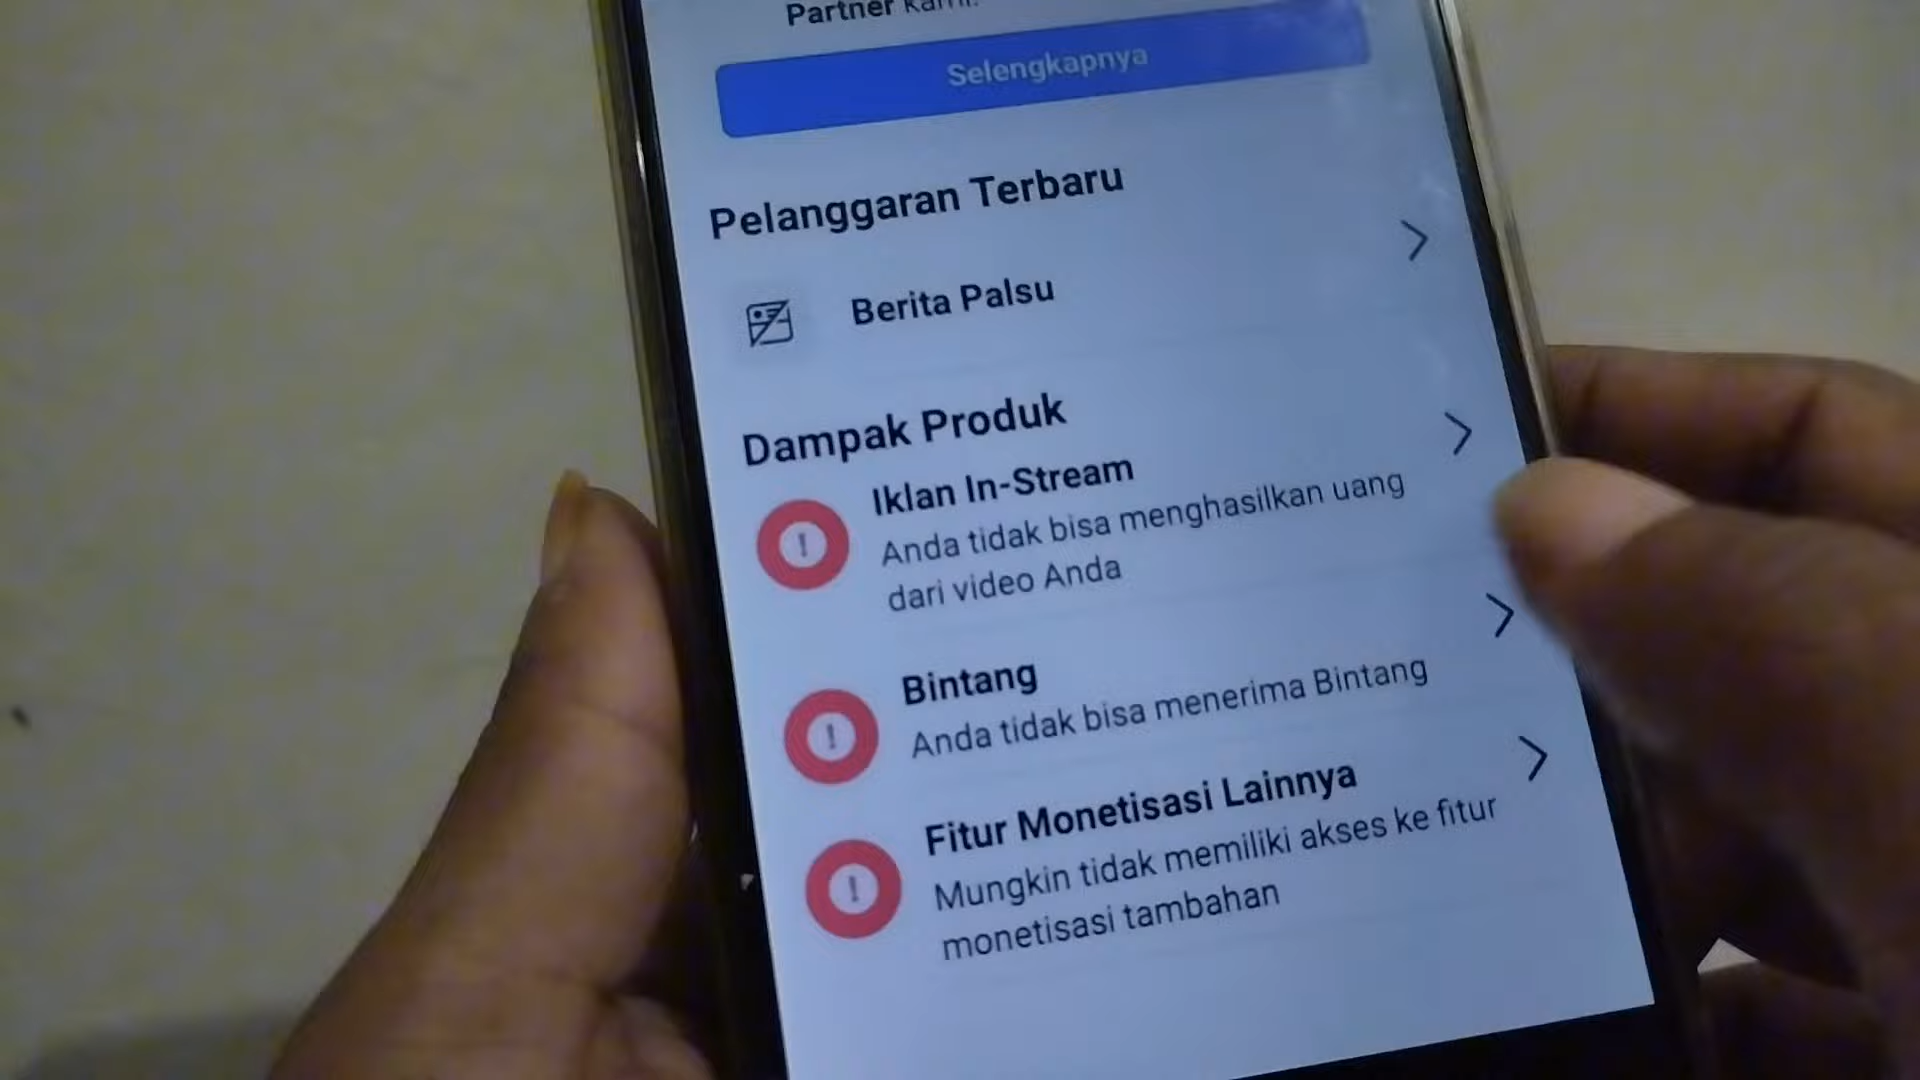 Partner kami.
Selengkapnya
Pelanggaran Terbaru
Berita Palsu
Dampak Produk
Iklan In-Stream
Anda tidak bisa menghasilkan uang
dari video Anda
Bintang
Anda tidak bisa menerima Bintang
Fitur Monetisasi Lainnya
Mungkin tidak memiliki akses ke fitur
monetisasi tambahan